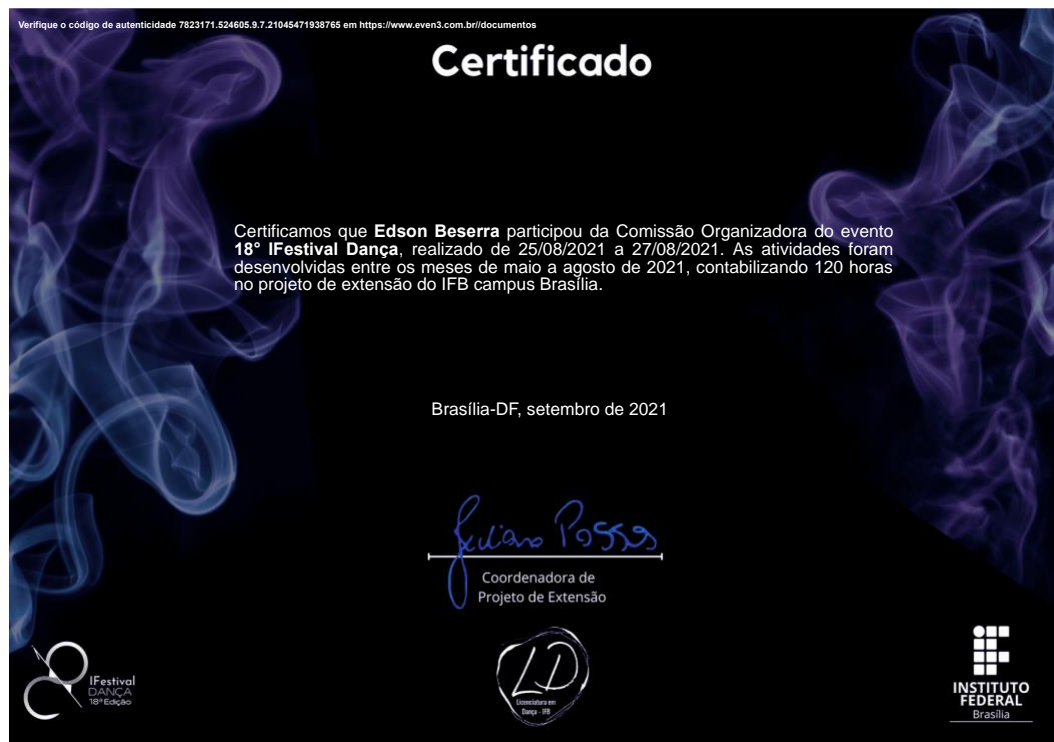 Verifique o código de autenticidade 7823171.524605.9.7.21045471938765 em https://www.even3.com.br//documentos
Certificado
Certificamos que Edson Beserra participou da Comissão Organizadora do evento
18° IFestival Dança, realizado de 25/08/2021 a 27/08/2021. As atividades foram
desenvolvidas entre os meses de maio a agosto de 2021, contabilizando 120 horas
no projeto de extensão do IFB campus Brasília.
Brasília-DF, setembro de 2021
Coordenadora de
Projeto de Extensão
IFestival
DANÇA
18ª Edição
LD
Licenciatura em
Dança - IFB
INSTITUTO
FEDERAL
Brasília